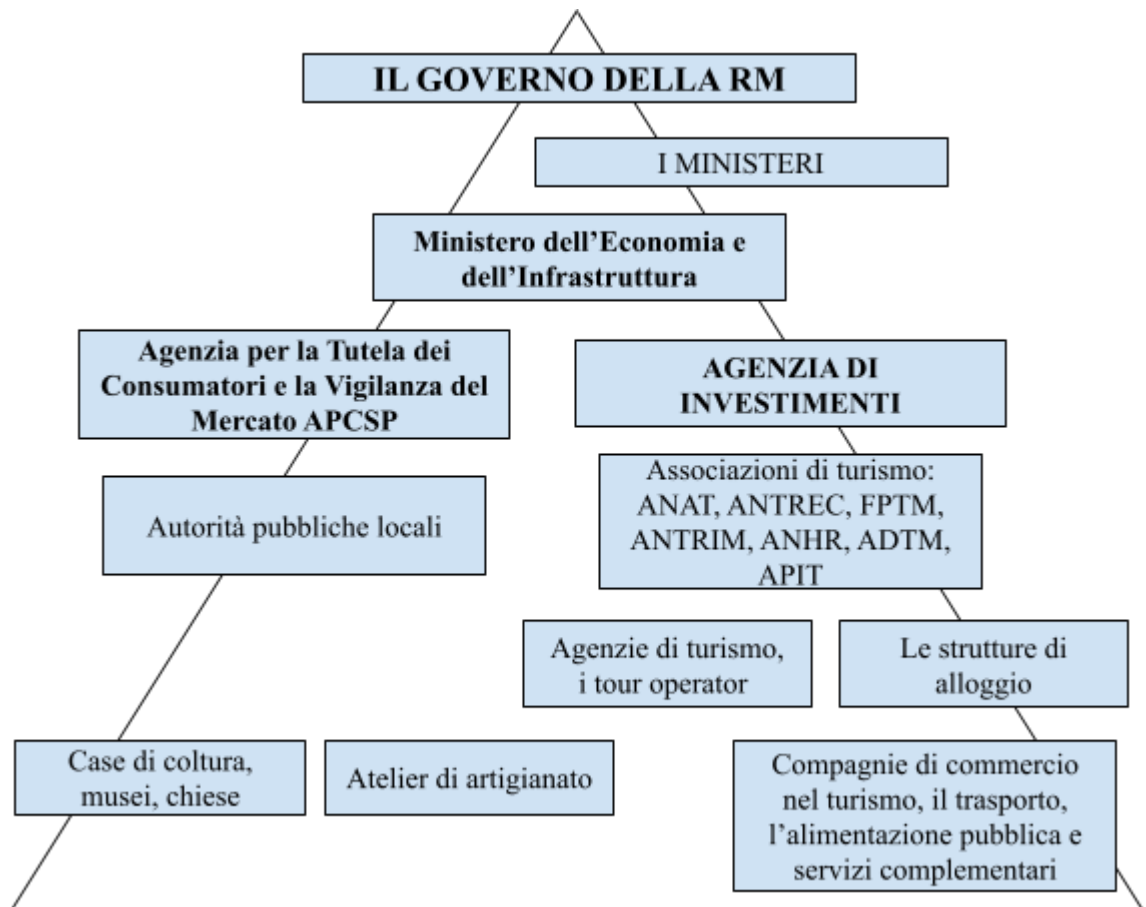 IL GOVERNO DELLA RM
I MINISTERI
Ministero dell’Economia e
dell’Infrastruttura
Agenzia per la Tutela dei
Consumatori e la Vigilanza del
Mercato APCSP
AGENZIA DI
INVESTIMENTI
Autorità pubbliche locali
Associazioni di turismo:
ANAT, ANTREC, FPTM,
ANTRIM, ANHR, ADTM,
APIT
Agenzie di turismo,
i tour operator
Le strutture di
alloggio
Case di coltura,
musei, chiese
Atelier di artigianato
Compagnie di commercio
nel turismo, il trasporto,
l’alimentazione pubblica e
servizi complementari